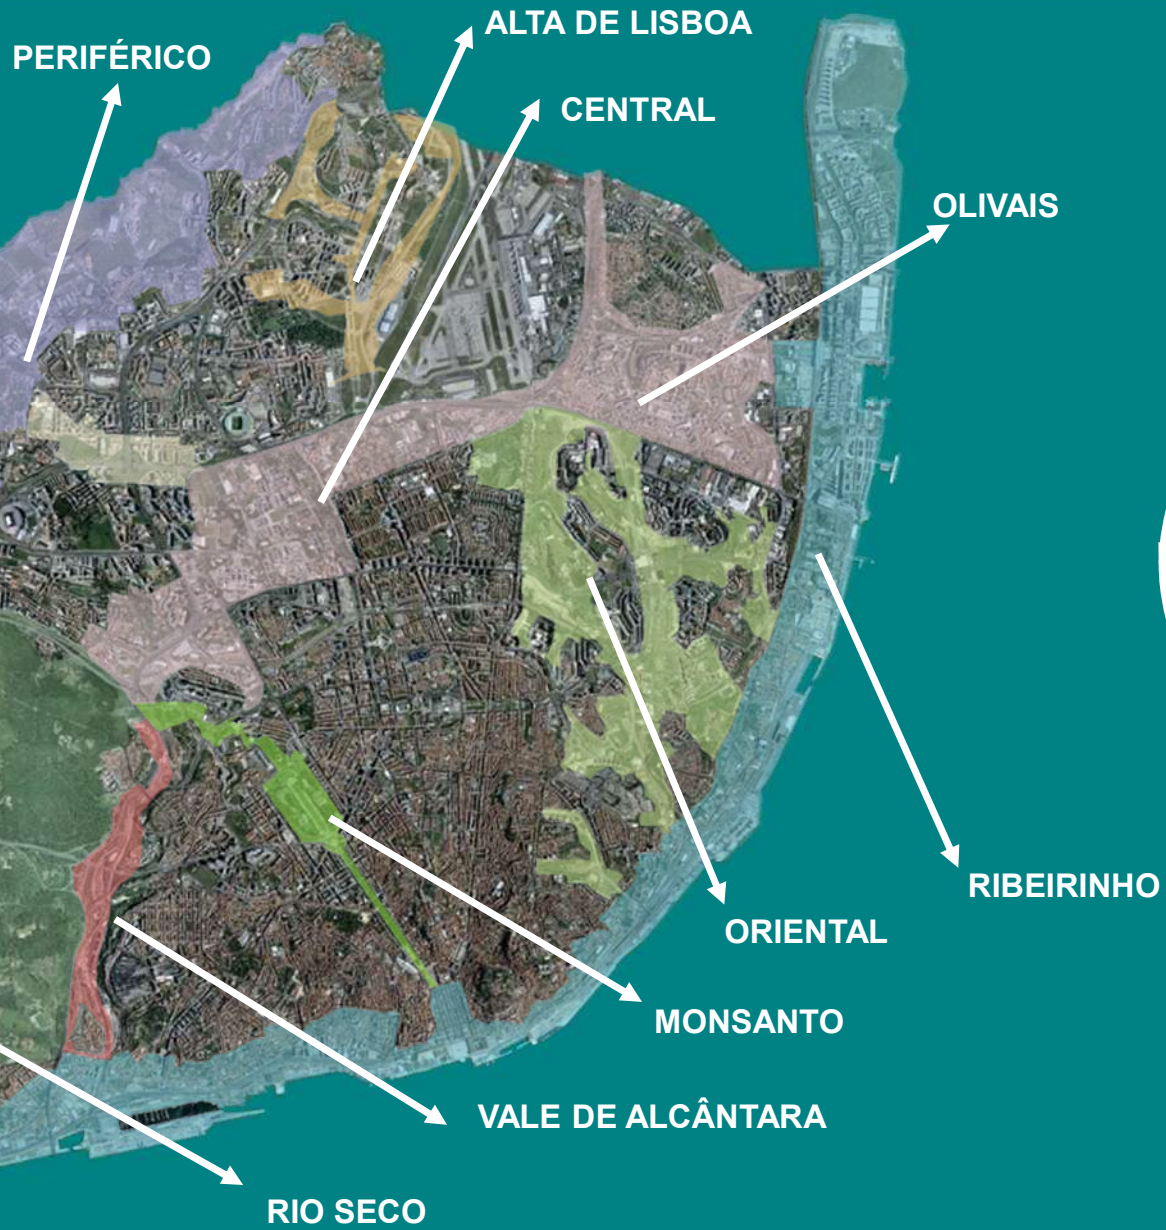 ALTA DE LISBOA
PERIFÉRICO
CENTRAL
OLIVAIS
RIBEIRINHO
ORIENTAL
MONSANTO
VALE DE ALCÂNTARA
RIO SECO